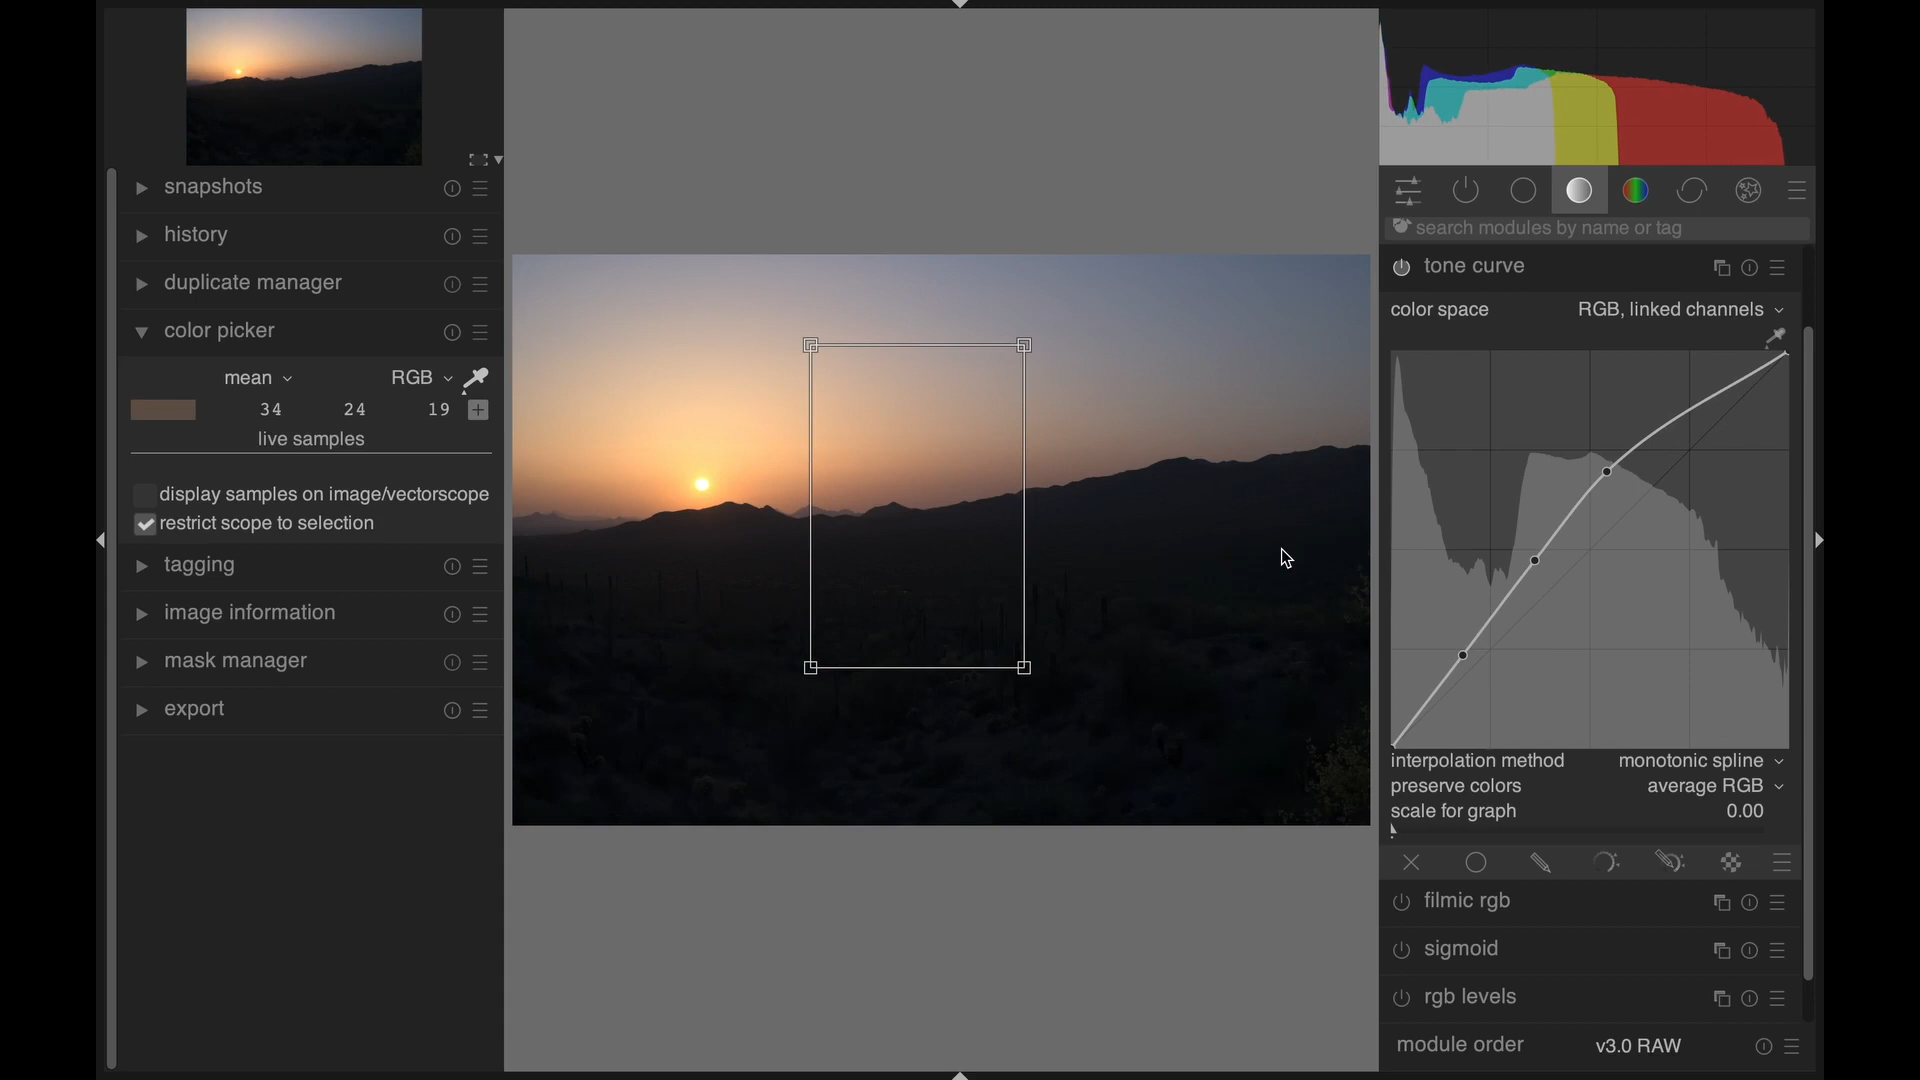 snapshots
history
duplicate manager
color picker
mean RGB
34 24 19
live samples
display samples on image/vectorscope
restrict scope to selection
tagging
image information
mask manager
export
search modules by name or tag
tone curve
color space RGB, linked channels
interpolation method monotonic spline
preserve colors average RGB
scale for graph 0.00
filmic rgb
sigmoid
rgb levels
module order v3.0 RAW